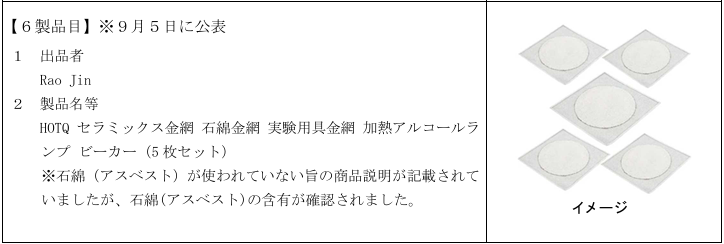 【６製品目】※９月５日に公表
１ 出品者
Rao Jin
２ 製品名等
HOTQ セラミックス金網 石綿金網 実験用具金網 加熱アルコールラ
ンプ ビーカー（5 枚セット）
※石綿（アスベスト）が使われていない旨の商品説明が記載されて
いましたが、石綿(アスベスト)の含有が確認されました。
イメージ